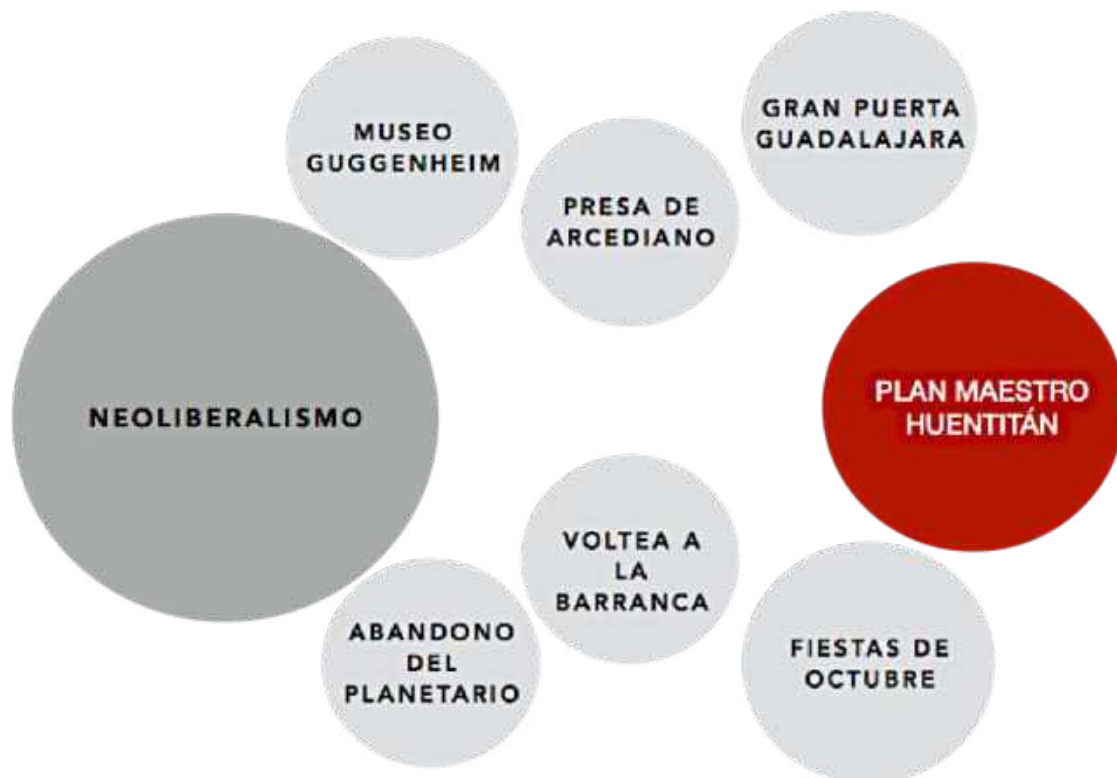 MUSEO
GUGGENHEIM
PRESA DE
ARCEDIANO
GRAN PUERTA
GUADALAJARA
NEOLIBERALISMO
PLAN MAESTRO
HUENTITÁN
ABANDONO
DEL
PLANETARIO
VOLTEA A
LA
BARRANCA
FIESTAS DE
OCTUBRE